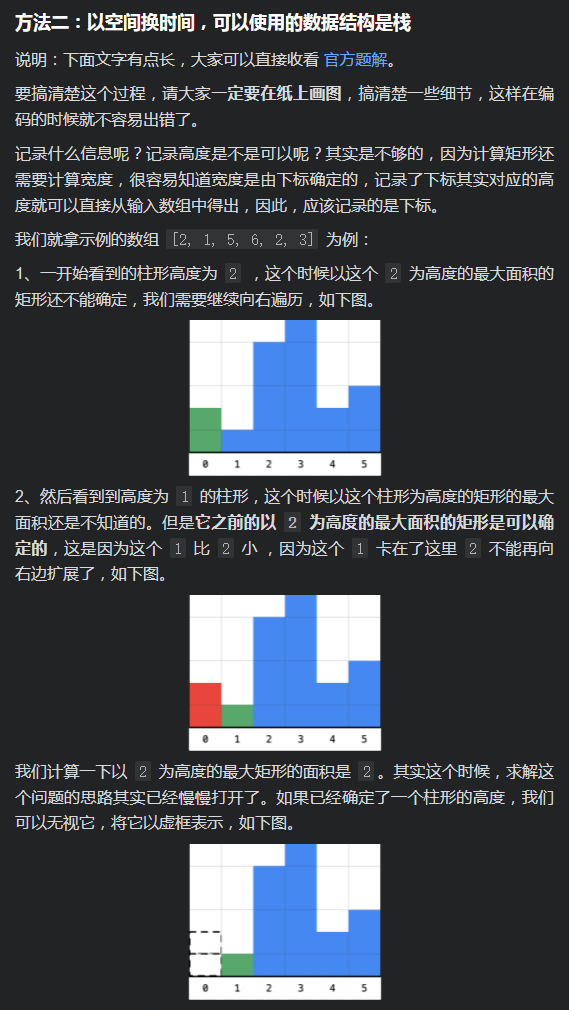 方法二：以空间换时间，可以使用的数据结构是栈
说明：下面文字有点长，大家可以直接收看 官方题解。
要搞清楚这个过程，请大家一定要在纸上画图，搞清楚一些细节，这样在编
码的时候就不容易出错了。
记录什么信息呢？记录高度是不是可以呢？其实是不够的，因为计算矩形还
需要计算宽度，很容易知道宽度是由下标确定的，记录了下标其实对应的高
度就可以直接从输入数组中得出，因此，应该记录的是下标。
我们就拿示例的数组 [2, 1, 5, 6, 2, 3] 为例：
1、一开始看到的柱形高度为 2 ，这个时候以这个 2 为高度的最大面积的
矩形还不能确定，我们需要继续向右遍历，如下图。
0 1 2 3 4 5
2、然后看到到高度为 1 的柱形，这个时候以这个柱形为高度的矩形的最大
面积还是不知道的。但是它之前的以 2 为高度的最大面积的矩形是可以确
定的，这是因为这个 1 比 2 小 ，因为这个 1 卡在了这里 2 不能再向
右边扩展了，如下图。
0 1 2 3 4 5
我们计算一下以 2 为高度的最大矩形的面积是 2。其实这个时候，求解这
个问题的思路其实已经慢慢打开了。如果已经确定了一个柱形的高度，我们
可以无视它，将它以虚框表示，如下图。
0 1 2 3 4 5